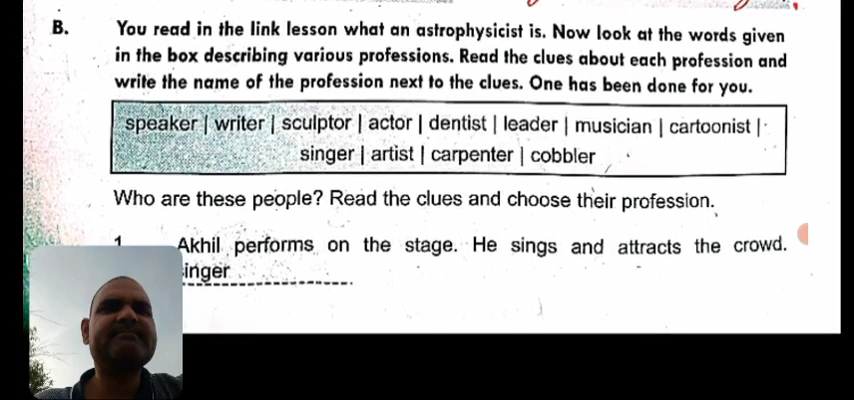 B. You read in the link lesson what an astrophysicist is. Now look at the words given
in the box describing various professions. Read the clues about each profession and
write the name of the profession next to the clues. One has been done for you.
speaker | writer | sculptor | actor | dentist | leader | musician | cartoonist |
singer | artist | carpenter | cobbler
Who are these people? Read the clues and choose their profession.
1 Akhil performs on the stage. He sings and attracts the crowd.
inger